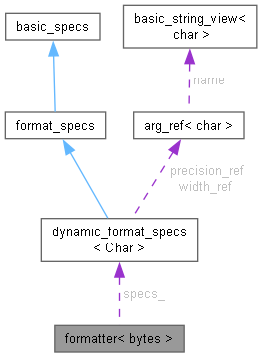 basic_specs
basic_string_view<
char >
name
format_specs
arg_ref< char >
precision_ref
width_ref
dynamic_format_specs
< Char >
specs_
formatter< bytes >